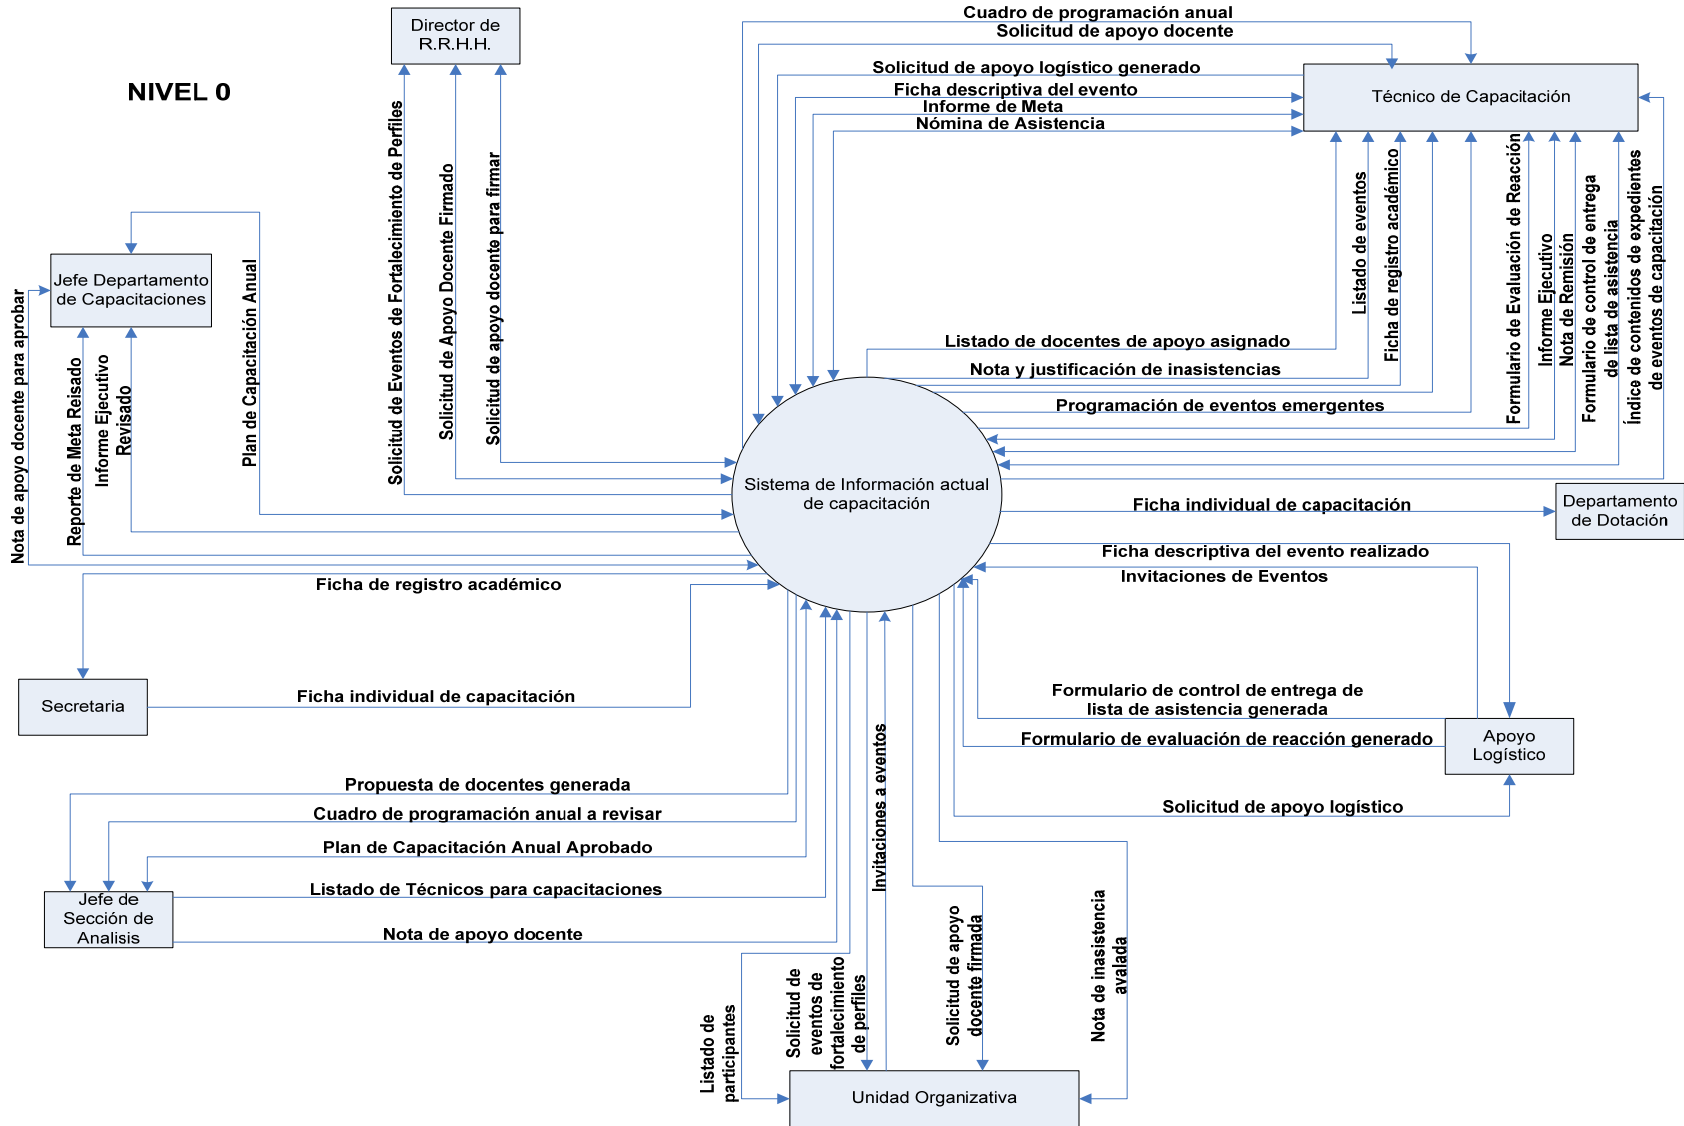 NIVEL 0
Director de
R.R.H.H.
Cuadro de programación anual
Solicitud de apoyo docente
Solicitud de apoyo logístico generado
Ficha descriptiva del evento
Informe de Meta
Nómina de Asistencia
Técnico de Capacitación
Solicitud de Eventos de Fortalecimiento de Perfiles
Solicitud de Apoyo Docente Firmado
Solicitud de apoyo docente para firmar
Listado de eventos
Ficha de registro académico
Formulario de Evaluación de Reacción
Informe Ejecutivo
Nota de Remisión
Formulario de control de entrega
de lista de asistencia
Índice de contenidos de expedientes
de eventos de capacitación
Jefe Departamento
de Capacitaciones
Nota de apoyo docente para aprobar
Reporte de Meta Reisado
Informe Ejecutivo
Revisado
Plan de Capacitación Anual
Listado de docentes de apoyo asignado
Nota y justificación de inasistencias
Programación de eventos emergentes
Sistema de Información actual
de capacitación
Ficha individual de capacitación
Departamento
de Dotación
Ficha descriptiva del evento realizado
Invitaciones de Eventos
Ficha de registro académico
Secretaria
Ficha individual de capacitación
Formulario de control de entrega de
lista de asistencia generada
Formulario de evaluación de reacción generado
Apoyo
Logístico
Solicitud de apoyo logístico
Propuesta de docentes generada
Cuadro de programación anual a revisar
Plan de Capacitación Anual Aprobado
Listado de Técnicos para capacitaciones
Nota de apoyo docente
Jefe de
Sección de
Analisis
Listado de
participantes
Solicitud de
eventos de
fortalecimiento
de perfiles
Invitaciones a eventos
Solicitud de apoyo
docente firmada
Nota de inasistencia
avalada
Unidad Organizativa